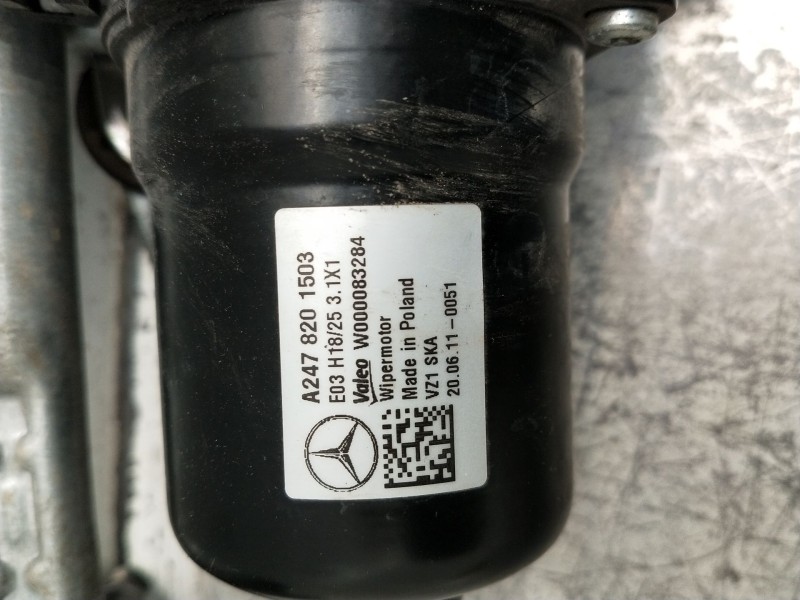 A247 820 1503
E03 H18/25 3.1X1
Valeo W000083284
Wipermotor
Made in Poland
VZ1 SKA
20.06.11-0051